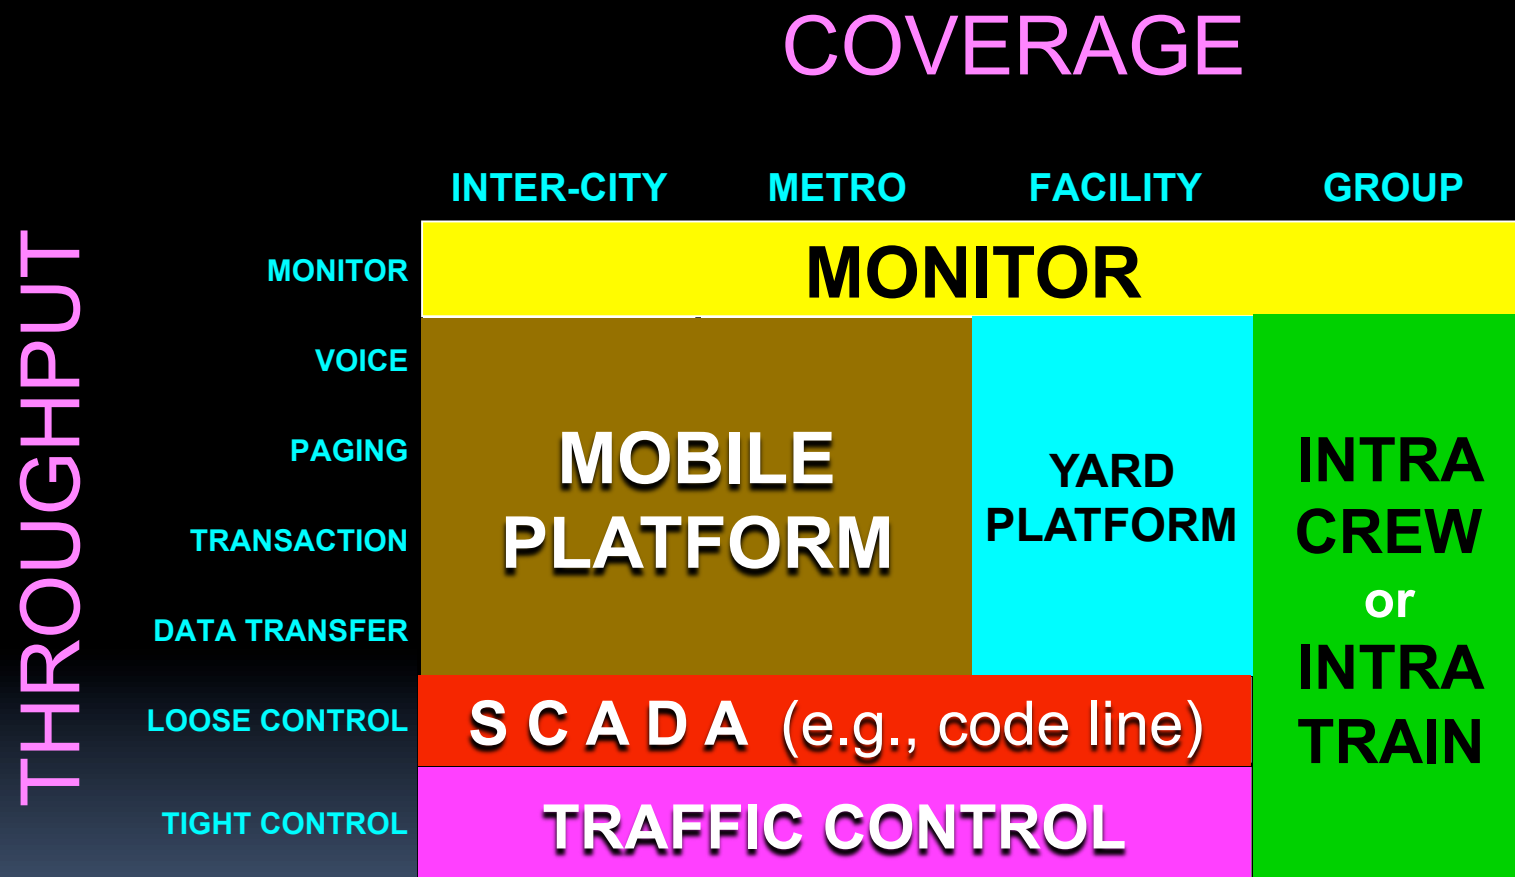 COVERAGE
INTER-CITY METRO FACILITY GROUP
THROUGHPUT
MONITOR
VOICE
PAGING
TRANSACTION
DATA TRANSFER
LOOSE CONTROL
TIGHT CONTROL
MONITOR
MOBILE
PLATFORM
YARD
PLATFORM
INTRA
CREW
or
INTRA
TRAIN
S C A D A (e.g., code line)
TRAFFIC CONTROL